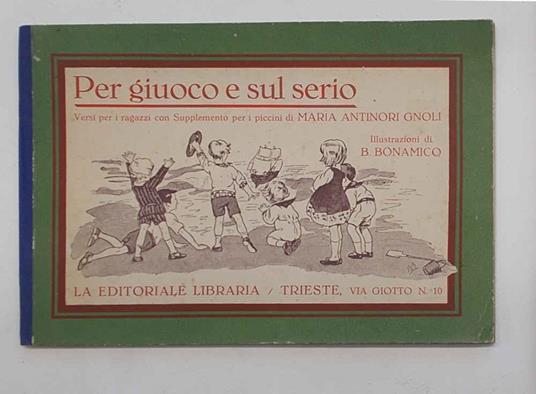 Per giuoco e sul serio
Versi per i ragazzi con Supplemento per i piccini di MARIA ANTINORI GNOLI
Illustrazioni di
B. BONAMICO
LA EDITORIALE LIBRARIA / TRIESTE, VIA GIOTTO N. 10